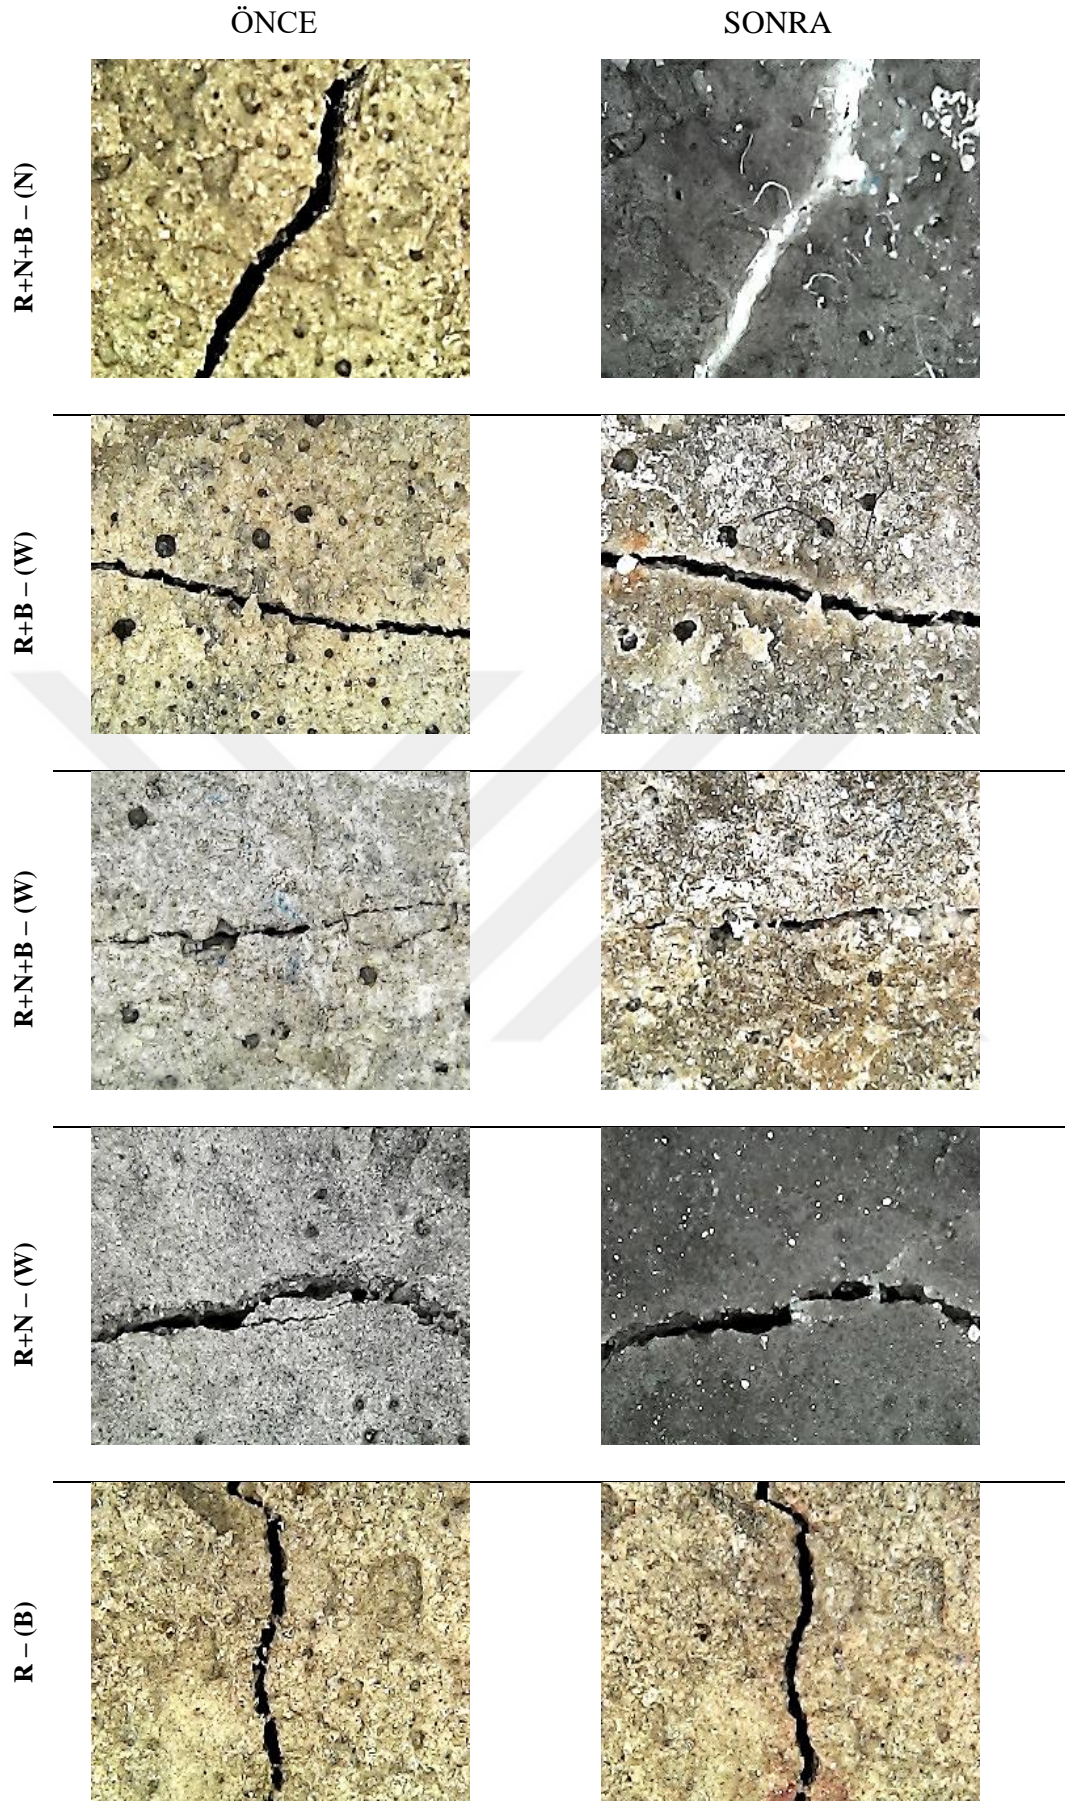 ÖNCE
SONRA
R+N+B – (N)
R+B – (W)
R+N+B – (W)
R+N – (W)
R – (B)